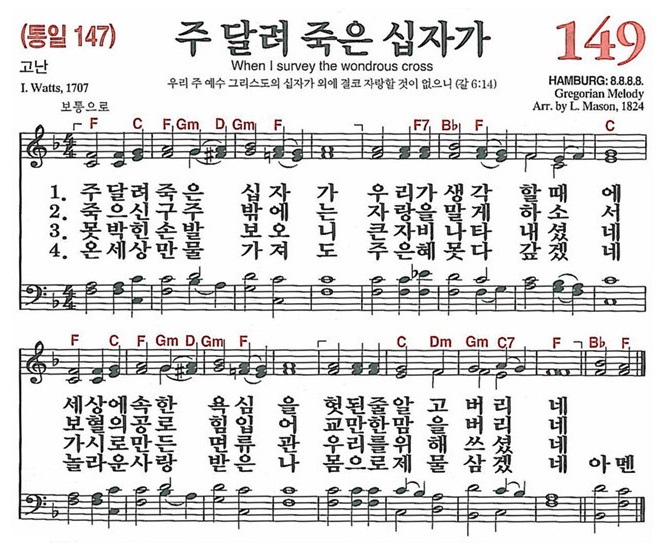 (통일 147)
주 달려 죽은 십자가
149
When I survey the wondrous cross
고난
우리 주 예수 그리스도의 십자가 외에 결코 자랑할 것이 없으니 (갈 6:14)
HAMBURG: 8.8.8.8.
I. Watts, 1707
Gregorian Melody
Arr. by L. Mason, 1824
보통으로
F C F Gm D Gm F F7 B♭ F C
4 4
1. 주 달 려 죽 은 십 자 가 우 리 가 생 각 할 때 에
2. 죽 으 신 구 주 밖 에 는 자 랑 을 말 게 하 소 서
3. 못 박 힌 손 발 보 오 니 큰 자 비 나 타 내 셨 네
4. 온 세 상 만 물 가 져 도 주 은 혜 못 다 갚 겠 네
4 4
F C F Gm D Gm F C Dm Gm C7 F B♭ F
세 상 에 속 한 욕 심 을 헛 된 줄 알 고 버 리 네
보 혈 의 공 로 힘 입 어 교 만 한 맘 을 버 리 네
가 시 로 만 든 면 류 관 우 리 를 위 해 쓰 셨 네
놀 라 운 사 랑 받 은 나 몸 으 로 제 물 삼 겠 네 아 멘